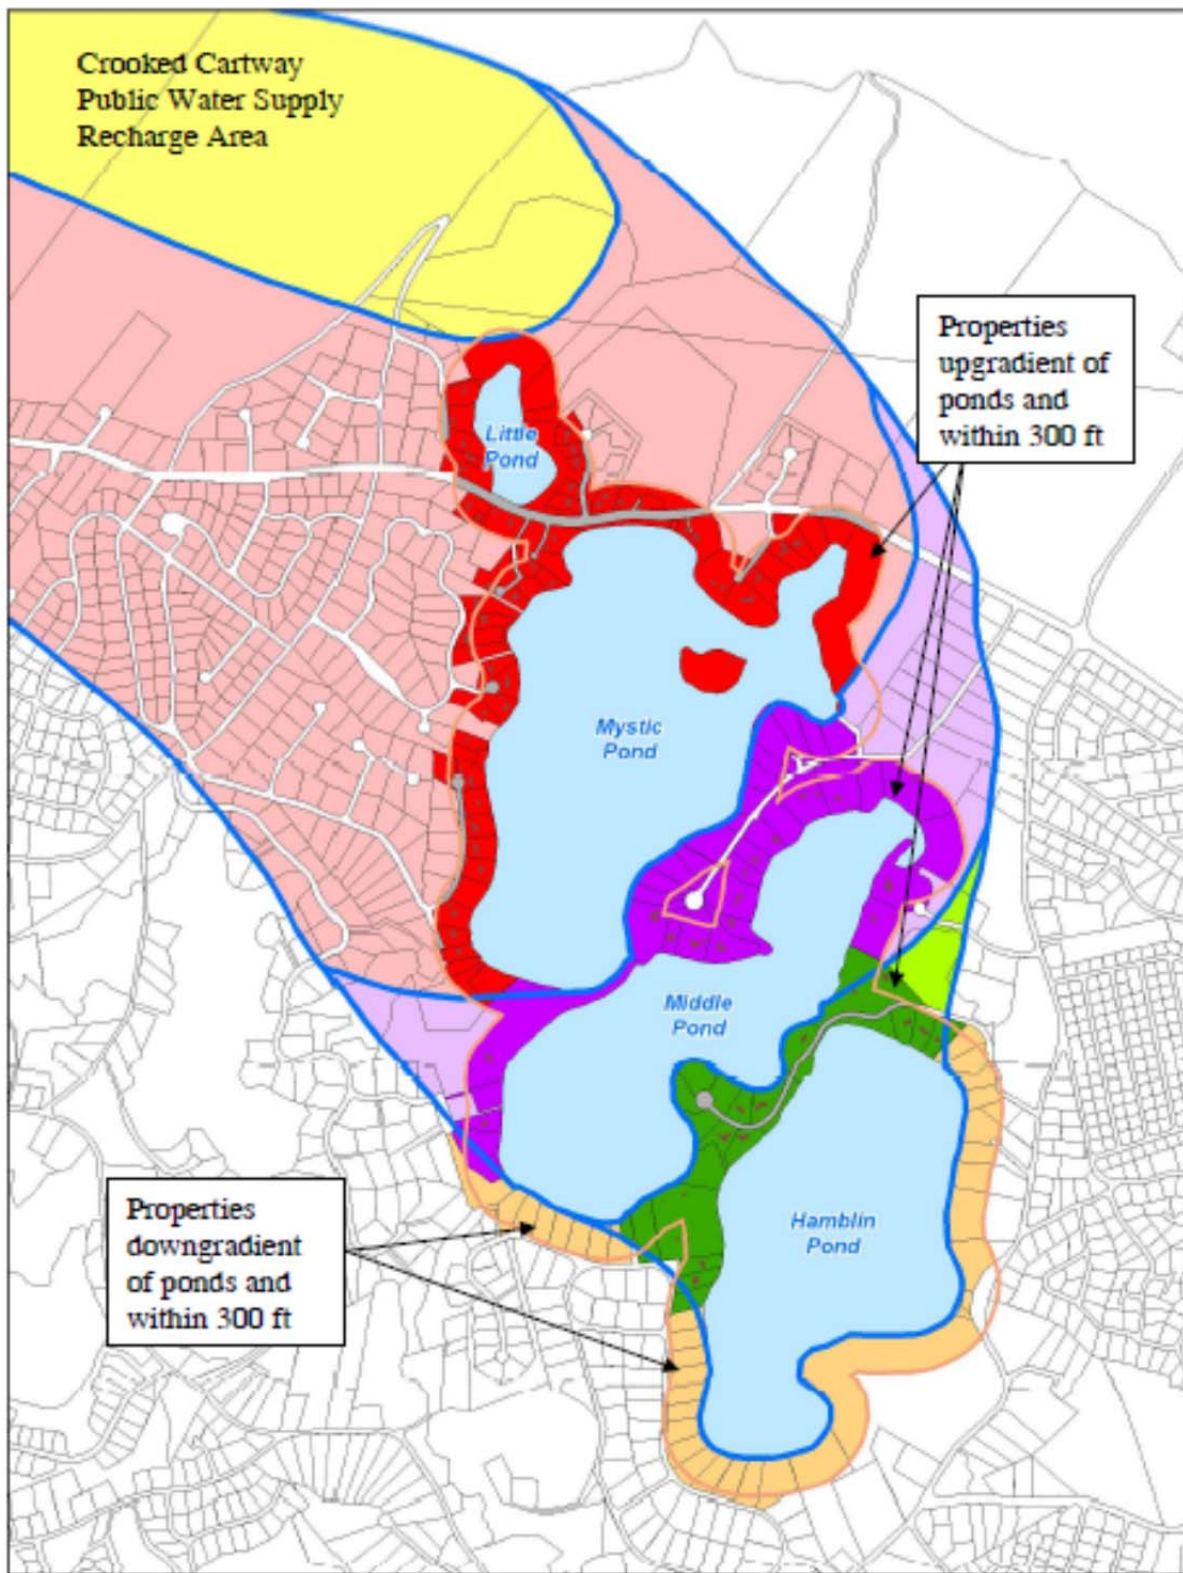 Crooked Cartway
Public Water Supply
Recharge Area
Properties
upgradient of
ponds and
within 300 ft
Little
Pond
Mystic
Pond
Middle
Pond
Properties
downgradient
of ponds and
within 300 ft
Hamblin
Pond